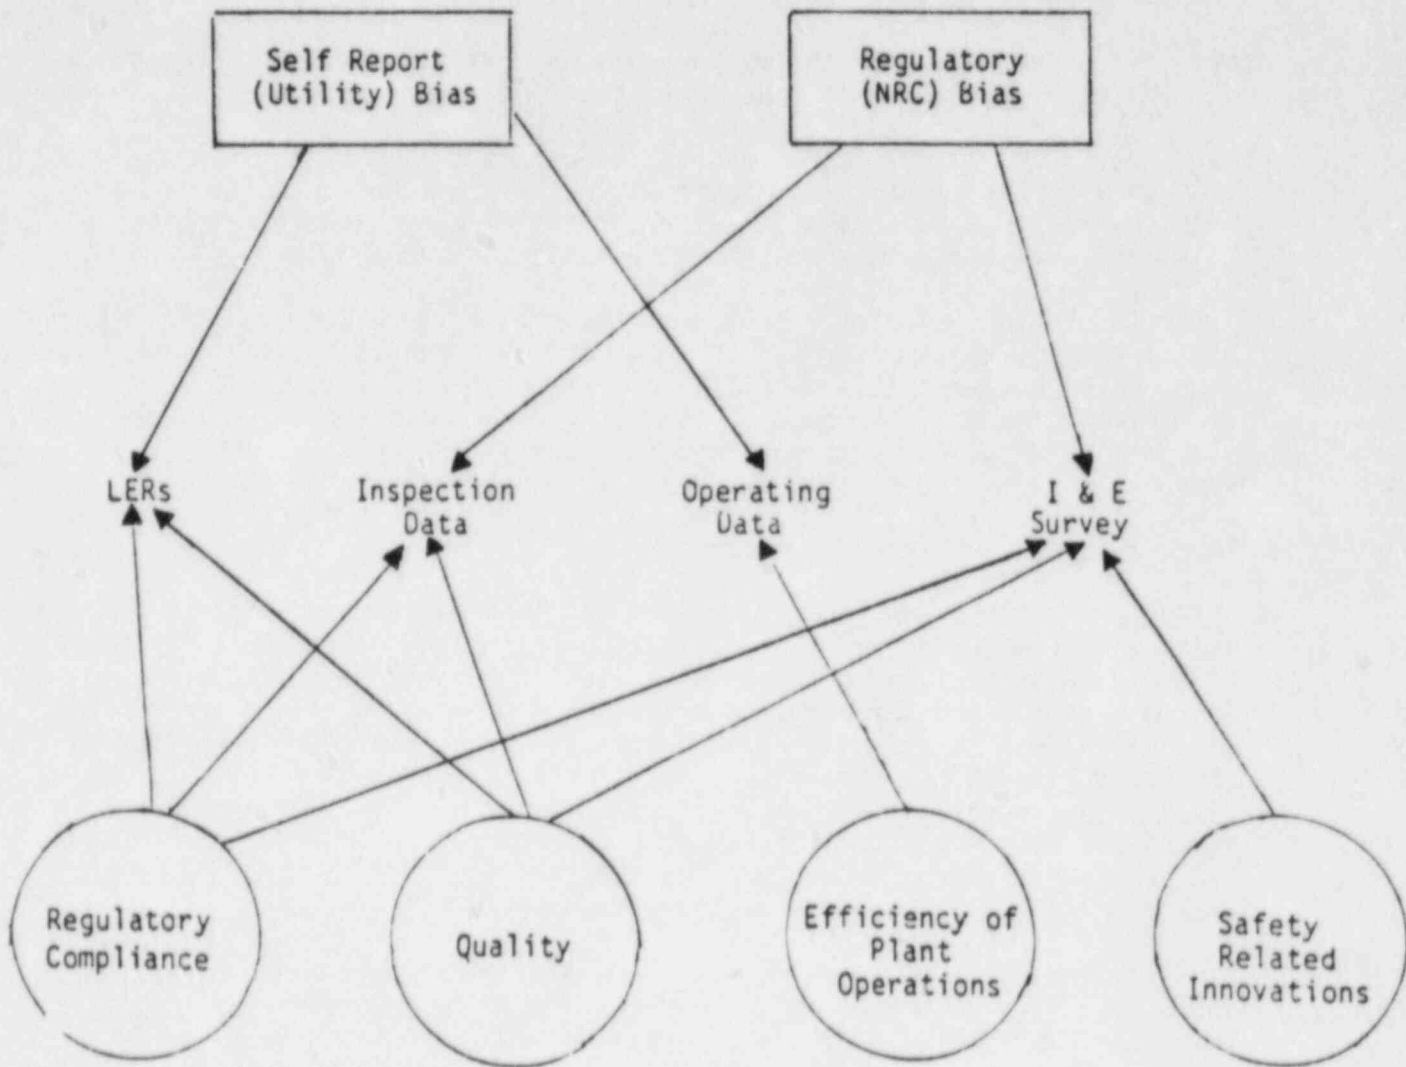 Self Report
(Utility) Bias
Regulatory
(NRC) Bias
LERs
Inspection
Data
Operating
Data
I & E
Survey
Regulatory
Compliance
Quality
Efficiency of
Plant
Operations
Safety
Related
Innovations